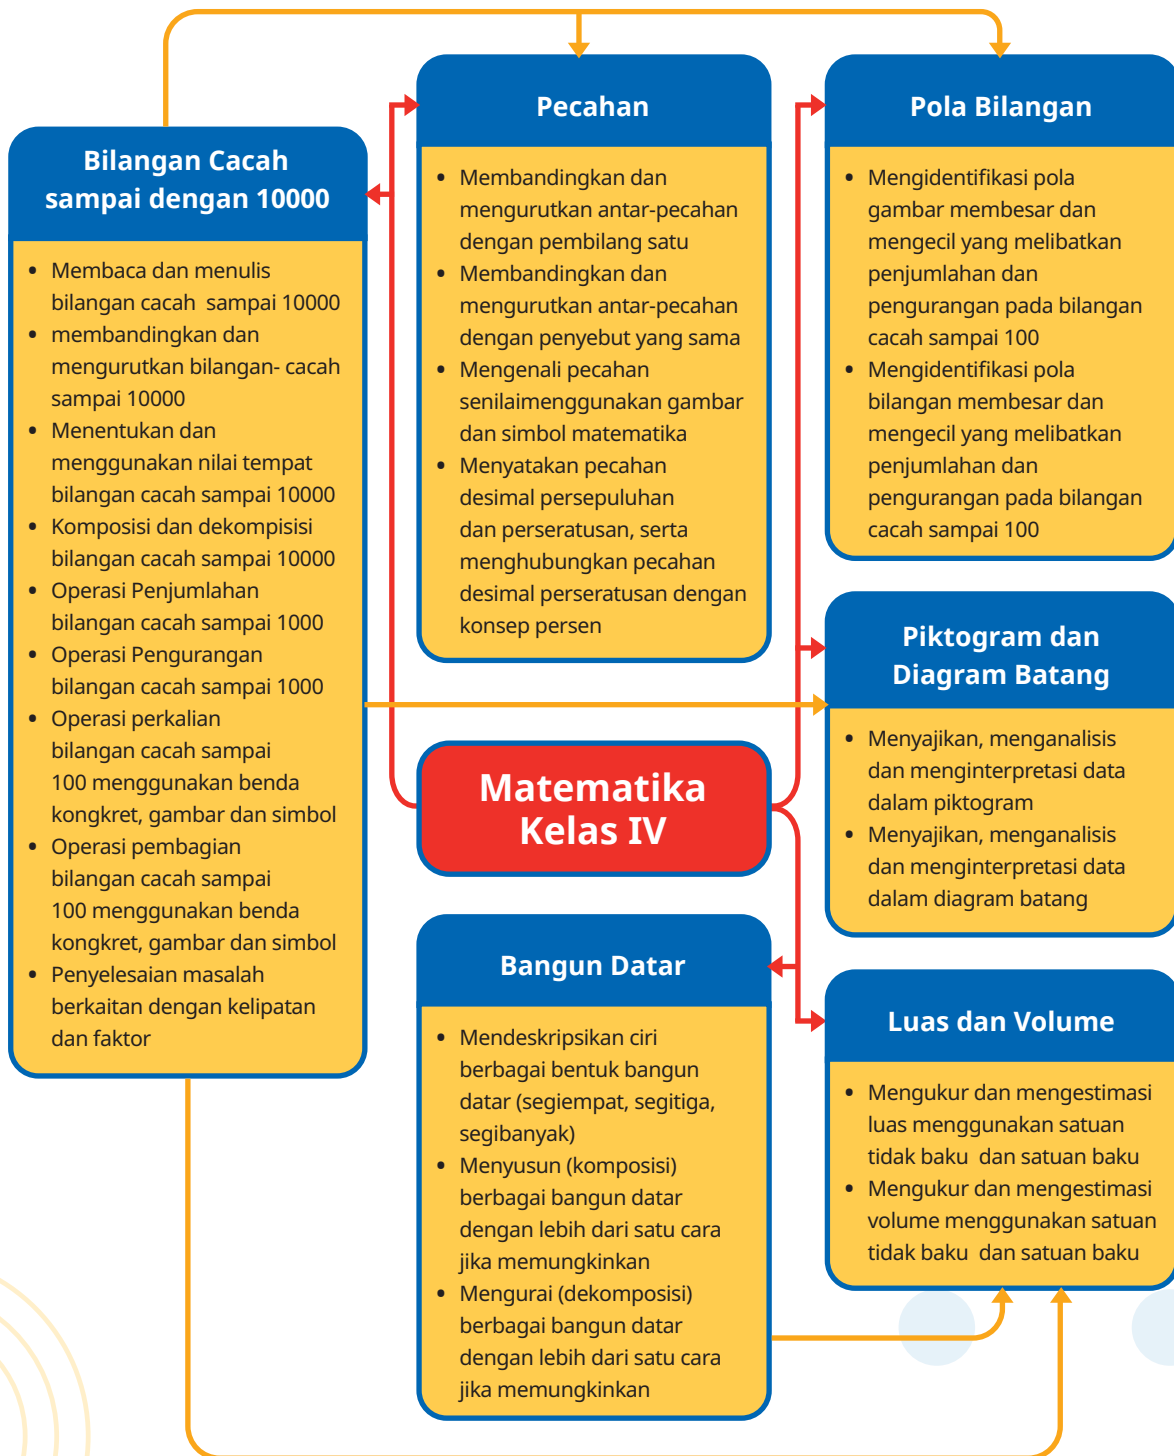 Bilangan Cacah
sampai dengan 10000
• Membaca dan menulis
bilangan cacah sampai 10000
• membandingkan dan
mengurutkan bilangan- cacah
sampai 10000
• Menentukan dan
menggunakan nilai tempat
bilangan cacah sampai 10000
• Komposisi dan dekompisisi
bilangan cacah sampai 10000
• Operasi Penjumlahan
bilangan cacah sampai 1000
• Operasi Pengurangan
bilangan cacah sampai 1000
• Operasi perkalian
bilangan cacah sampai
100 menggunakan benda
kongkret, gambar dan simbol
• Operasi pembagian
bilangan cacah sampai
100 menggunakan benda
kongkret, gambar dan simbol
• Penyelesaian masalah
berkaitan dengan kelipatan
dan faktor
Pecahan
• Membandingkan dan
mengurutkan antar-pecahan
dengan pembilang satu
• Membandingkan dan
mengurutkan antar-pecahan
dengan penyebut yang sama
• Mengenali pecahan
senilaimenggunakan gambar
dan simbol matematika
• Menyatakan pecahan
desimal persepuluhan
dan perseratusan, serta
menghubungkan pecahan
desimal perseratusan dengan
konsep persen
Matematika
Kelas IV
Bangun Datar
• Mendeskripsikan ciri
berbagai bentuk bangun
datar (segiempat, segitiga,
segibanyak)
• Menyusun (komposisi)
berbagai bangun datar
dengan lebih dari satu cara
jika memungkinkan
• Mengurai (dekomposisi)
berbagai bangun datar
dengan lebih dari satu cara
jika memungkinkan
Pola Bilangan
• Mengidentifikasi pola
gambar membesar dan
mengecil yang melibatkan
penjumlahan dan
pengurangan pada bilangan
cacah sampai 100
• Mengidentifikasi pola
bilangan membesar dan
mengecil yang melibatkan
penjumlahan dan
pengurangan pada bilangan
cacah sampai 100
Piktogram dan
Diagram Batang
• Menyajikan, menganalisis
dan menginterpretasi data
dalam piktogram
• Menyajikan, menganalisis
dan menginterpretasi data
dalam diagram batang
Luas dan Volume
• Mengukur dan mengestimasi
luas menggunakan satuan
tidak baku dan satuan baku
• Mengukur dan mengestimasi
volume menggunakan satuan
tidak baku dan satuan baku